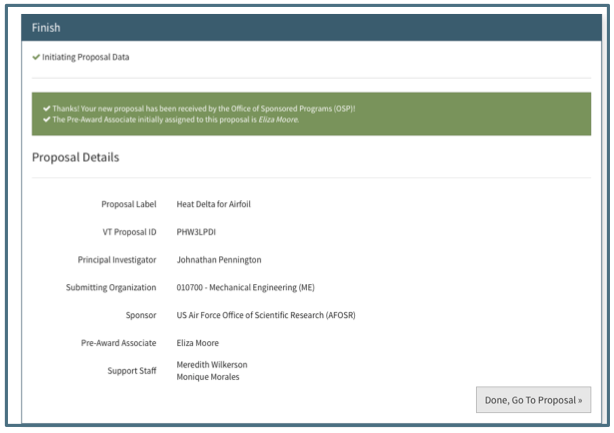 Finish
✔ Initiating Proposal Data
✔ Thanks! Your new proposal has been received by the Office of Sponsored Programs (OSP)!
✔ The Pre-Award Associate initially assigned to this proposal is Eliza Moore.
Proposal Details
Proposal Label Heat Delta for Airfoil
VT Proposal ID PHW3LPDI
Principal Investigator Johnathan Pennington
Submitting Organization 010700 - Mechanical Engineering (ME)
Sponsor US Air Force Office of Scientific Research (AFOSR)
Pre-Award Associate Eliza Moore
Support Staff Meredith Wilkerson
Monique Morales
Done, Go To Proposal »